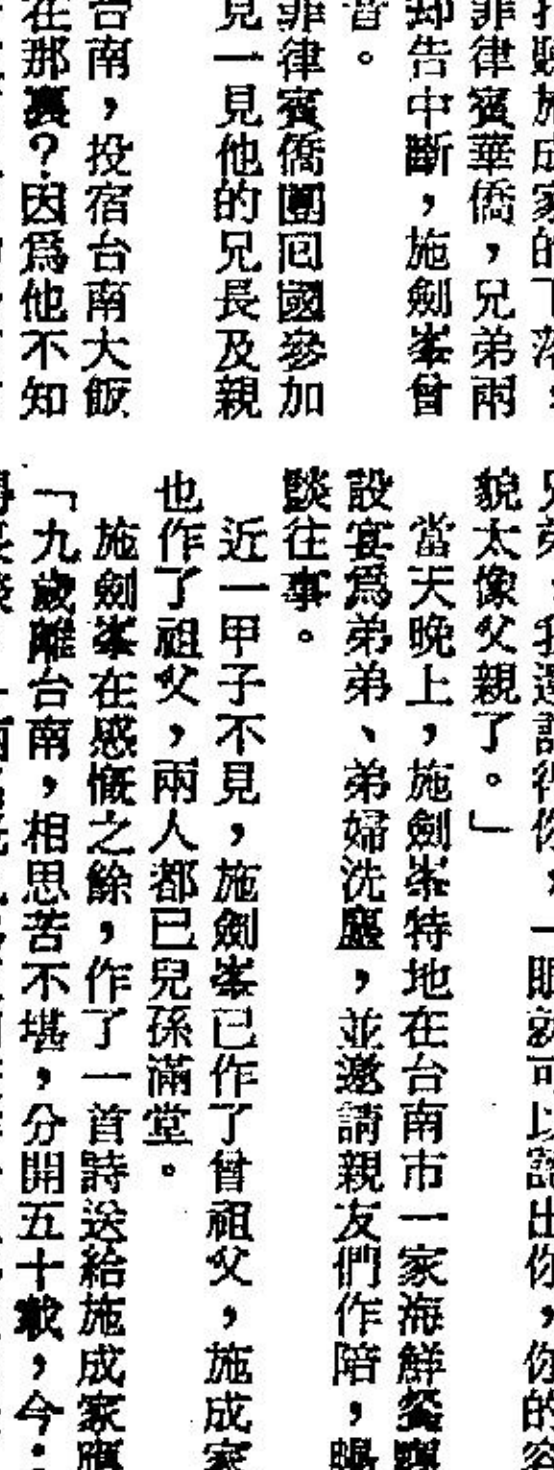 打聽施成家的下落，
菲律賓華僑，兄弟兩
却告中斷，施劍峯曾
音。
菲律賓僑團回國參加
見一見他的兄長及親
台南，投宿台南大飯
在那裏？因爲他不知
兄弟，我還認得你，一眼就可以認出你，你的容
貌太像父親了。」
當天晚上，施劍峯特地在台南市一家海鮮餐
設宴爲弟弟、弟婦洗塵，並邀請親友們作陪，暢
談往事。
近一甲子不見，施劍峯已作了曾祖父，施成家
也作了祖父，兩人都已兒孫滿堂。
施劍峯在感慨之餘，作了一首詩送給施成家
「九歲離台南，相思苦不堪，分開五十載，今